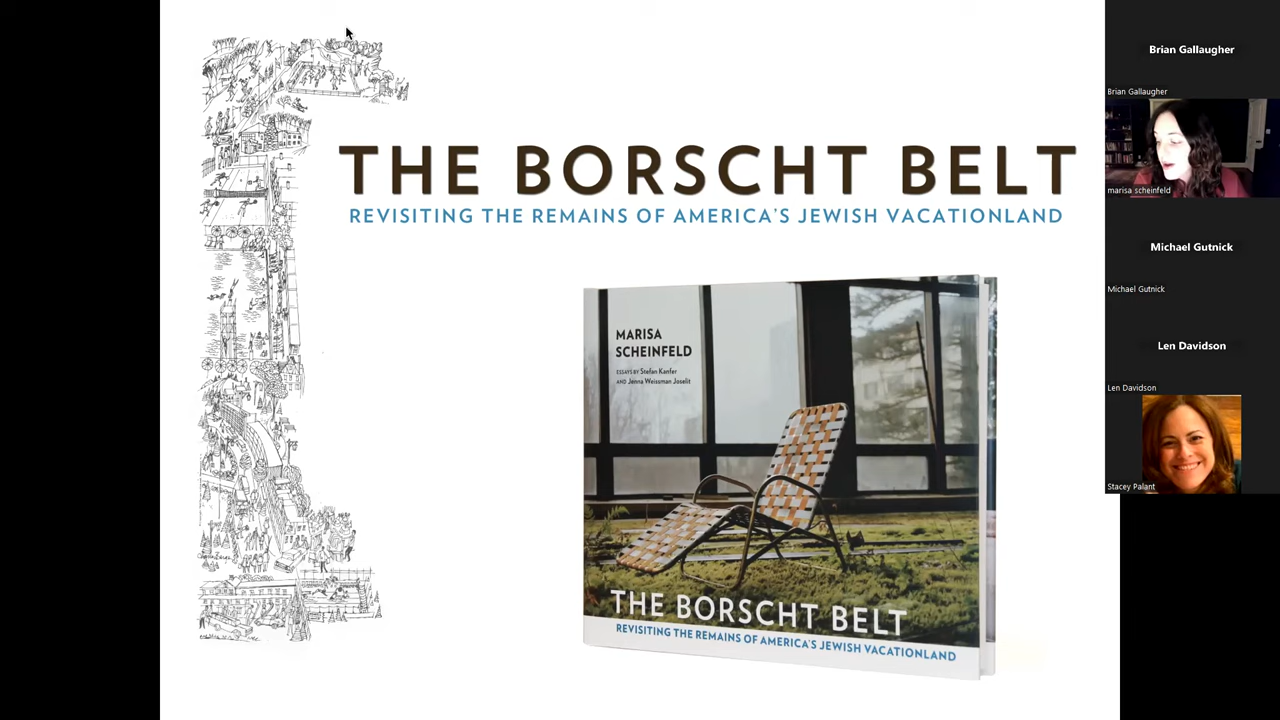 THE BORSCHT BELT
REVISITING THE REMAINS OF AMERICA'S JEWISH VACATIONLAND
MARISA
SCHEINFELD
ESSAYS BY Stefan Kanfer
AND Jenna Weissman Joselit
THE BORSCHT BELT
REVISITING THE REMAINS OF AMERICA'S JEWISH VACATIONLAND
Brian Gallaugher
Brian Gallaugher
marisa scheinfeld
Michael Gutnick
Michael Gutnick
Len Davidson
Len Davidson
Stacey Palant